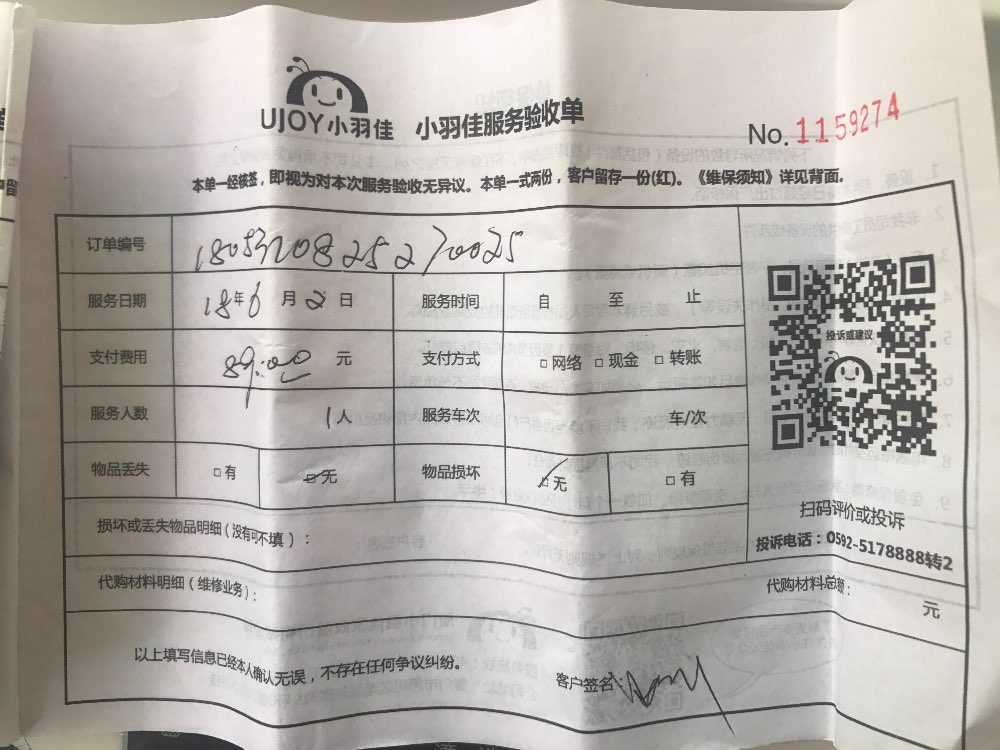 UJOY小羽佳 小羽佳服务验收单
No. 1159274
本单一经核签，即视为对本次服务验收无异议。本单一式两份，客户留存一份(红)。《维保须知》详见背面。
订单编号
服务日期 18年6月2日 服务时间 自 至 止
支付费用 89.00 元 支付方式 □网络 □现金 □转账
服务人数 1人 服务车次 车/次
物品丢失 □有 □无 物品损坏 □无 □有
投诉或建议
扫码评价或投诉
投诉电话：0592-5178888转2
损坏或丢失物品明细（没有可不填）：
代购材料明细（维修业务）： 代购材料总额： 元
以上填写信息已经本人确认无误，不存在任何争议纠纷。
客户签名：